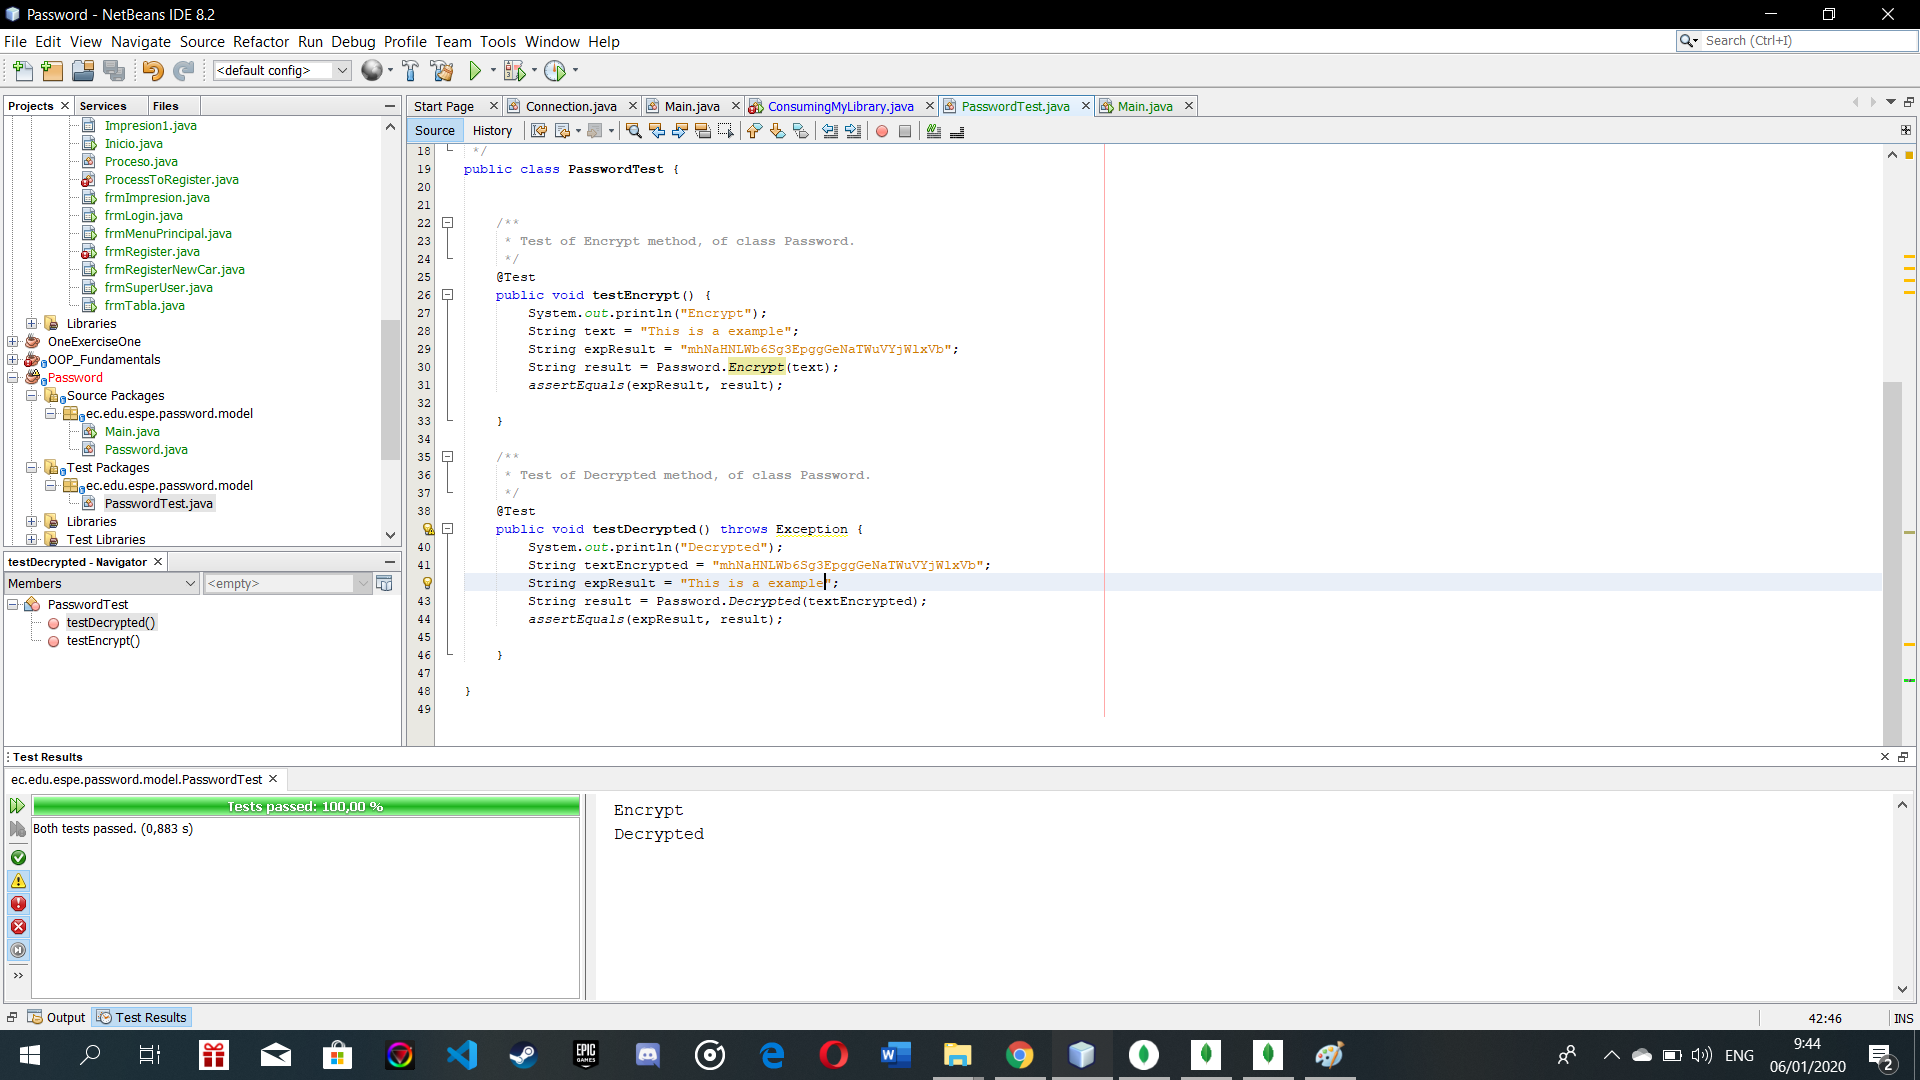 Password - NetBeans IDE 8.2
File Edit View Navigate Source Refactor Run Debug Profile Team Tools Window Help
Search (Ctrl+I)
<default config>
Projects Services Files
Impresion1.java
Inicio.java
Proceso.java
ProcessToRegister.java
frmImpresion.java
frmLogin.java
frmMenuPrincipal.java
frmRegister.java
frmRegisterNewCar.java
frmSuperUser.java
frmTabla.java
Libraries
OneExerciseOne
OOP_Fundamentals
Password
Source Packages
ec.edu.espe.password.model
Main.java
Password.java
Test Packages
ec.edu.espe.password.model
PasswordTest.java
Libraries
Test Libraries
testDecrypted - Navigator
Members <empty>
PasswordTest
testDecrypted()
testEncrypt()
Start Page Connection.java Main.java ConsumingMyLibrary.java PasswordTest.java Main.java
Source History
18 */
19 public class PasswordTest {
20
21
22 /**
23 * Test of Encrypt method, of class Password.
24 */
25 @Test
26 public void testEncrypt() {
27 System.out.println("Encrypt");
28 String text = "This is a example";
29 String expResult = "mhNaHNLWb6Sg3EpggGeNaTWuVYjWlxVb";
30 String result = Password.Encrypt(text);
31 assertEquals(expResult, result);
32
33 }
34
35 /**
36 * Test of Decrypted method, of class Password.
37 */
38 @Test
public void testDecrypted() throws Exception {
40 System.out.println("Decrypted");
41 String textEncrypted = "mhNaHNLWb6Sg3EpggGeNaTWuVYjWlxVb";
String expResult = "This is a example";
43 String result = Password.Decrypted(textEncrypted);
44 assertEquals(expResult, result);
45
46 }
47
48 }
49
Test Results
ec.edu.espe.password.model.PasswordTest
Tests passed: 100,00 %
Both tests passed. (0,883 s)
Encrypt
Decrypted
Output Test Results
42:46 INS
EPIC GAMES
ENG
9:44
06/01/2020
2